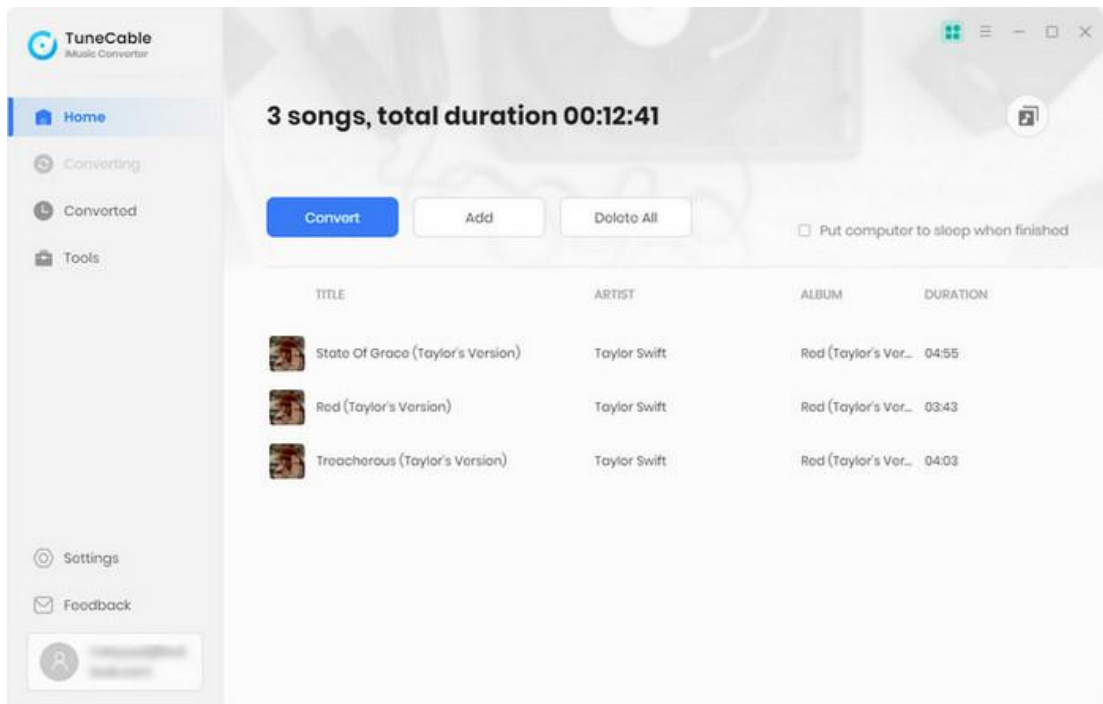 TuneCable
iMusic Converter
Home
Converting
Converted
Tools
Settings
Feedback
3 songs, total duration 00:12:41
Convert
Add
Delete All
Put computer to sleep when finished
TITLE ARTIST ALBUM DURATION
State Of Grace (Taylor's Version) Taylor Swift Red (Taylor's Ver... 04:55
Red (Taylor's Version) Taylor Swift Red (Taylor's Ver... 03:43
Treacherous (Taylor's Version) Taylor Swift Red (Taylor's Ver... 04:03